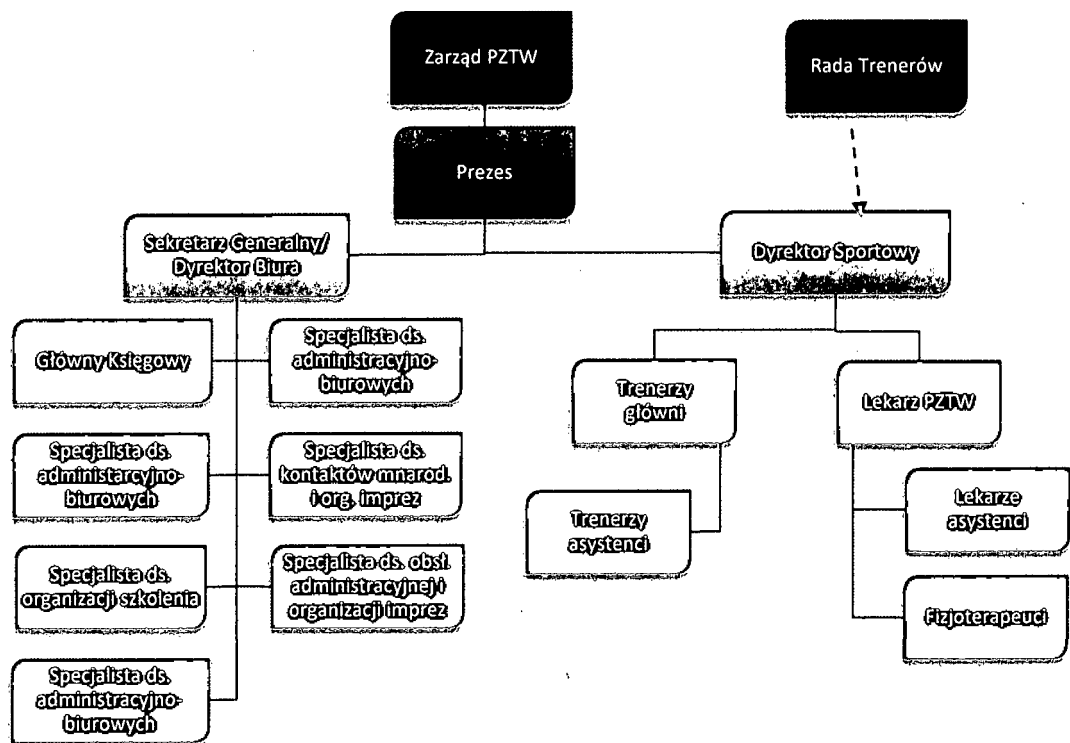 Zarząd PZTW
Rada Trenerów
Prezes
Sekretarz Generalny/
Dyrektor Biura
Dyrektor Sportowy
Główny Księgowy
Specjalista ds.
administracyjno-
biurowych
Trenerzy
główni
Lekarz PZTW
Specjalista ds.
administarcyjno-
biurowych
Specjalista ds.
kontaktów mnarod.
i org. imprez
Trenerzy
asystenci
Lekarze
asystenci
Specjalista ds.
organizacji szkolenia
Specjalista ds. obsł.
administracyjnej i
organizacji imprez
Fizjoterapeuci
Specjalista ds.
administracyjno-
biurowych